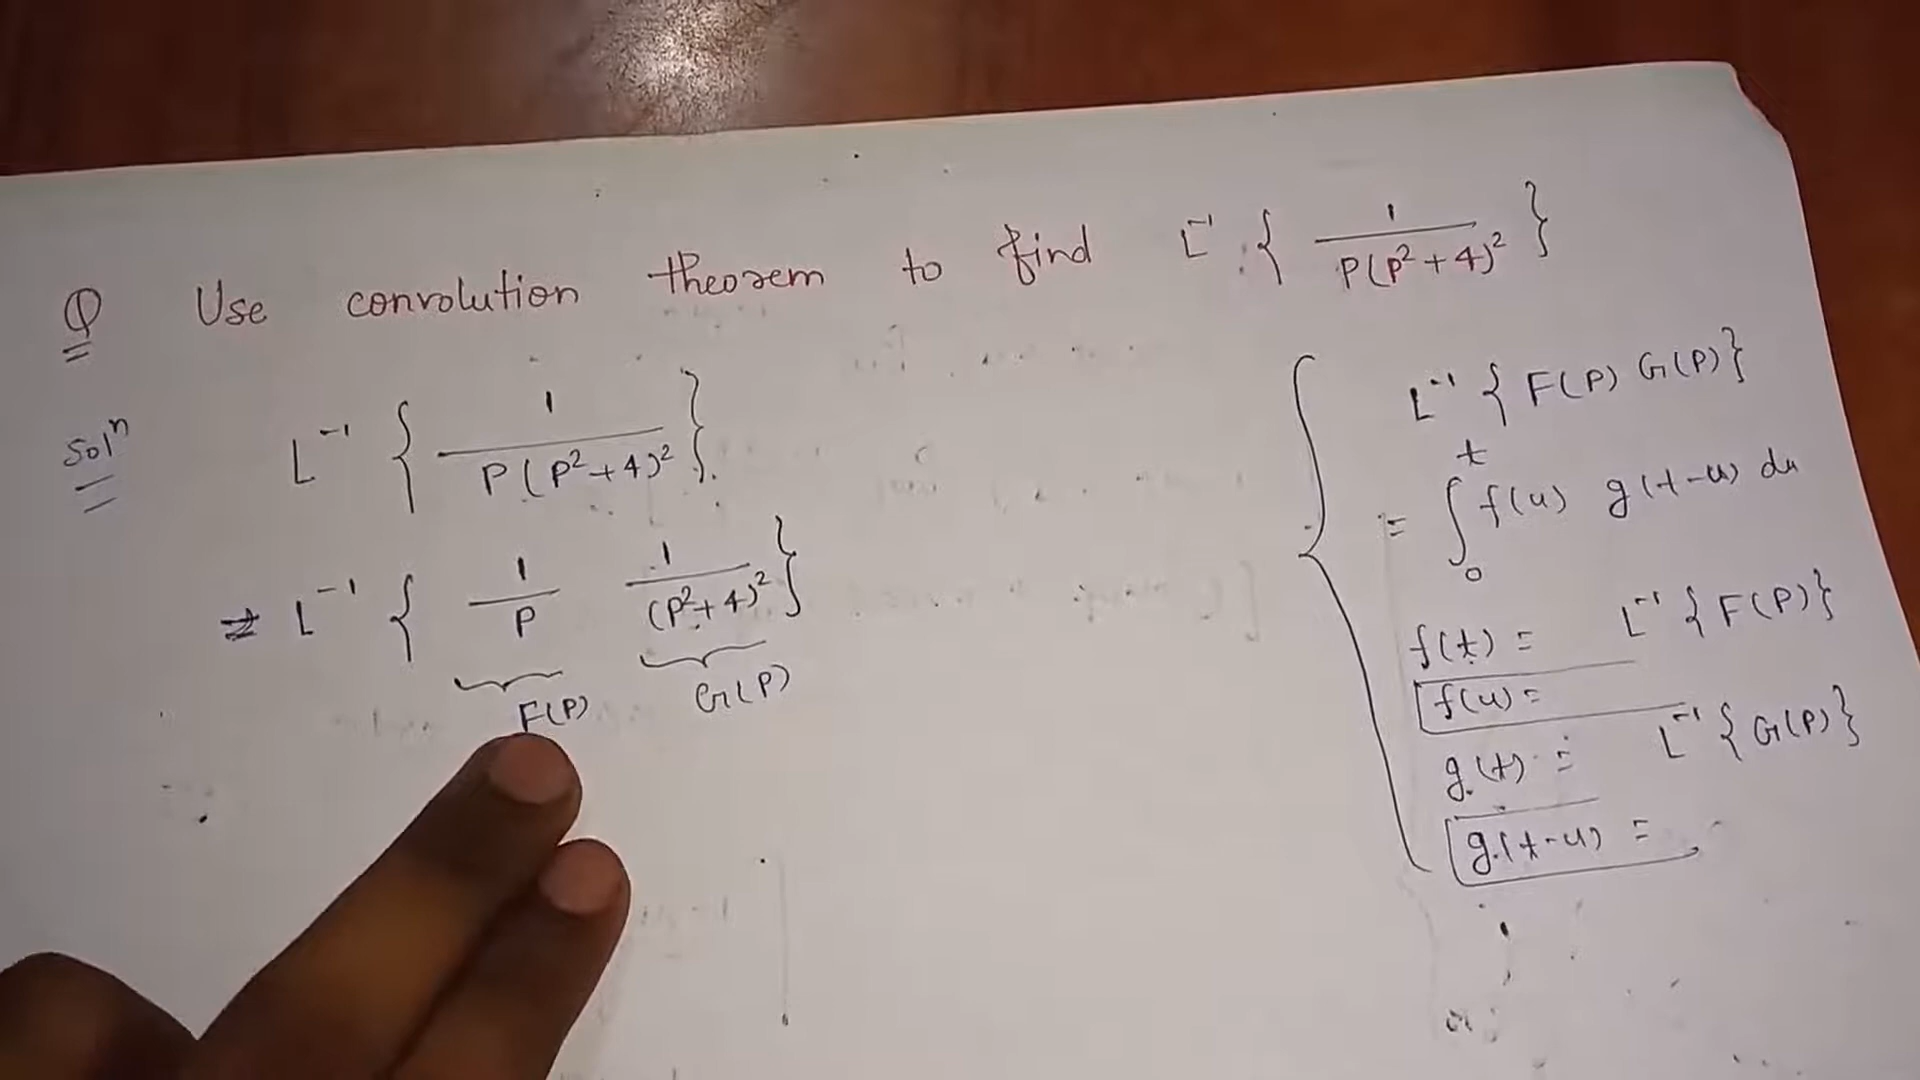 Q Use convolution theorem to find L⁻¹ { 1 / P(P²+4)² }
Solⁿ L⁻¹ { 1 / P(P²+4)² }
= L⁻¹ { 1/P 1/(P²+4)² }
F(P) G(P)
L⁻¹ { F(P) G(P) }
= ∫₀ᵗ f(u) g(t-u) du
f(t) = L⁻¹ { F(P) }
f(u) =
g(t) = L⁻¹ { G(P) }
g(t-u) =